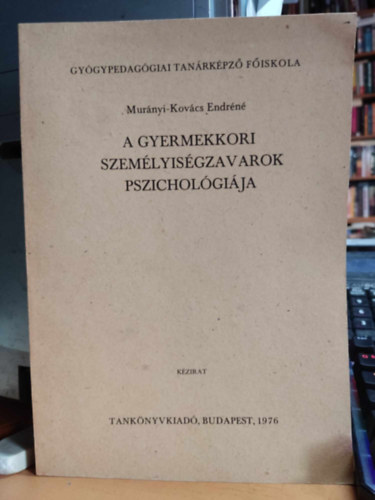 GYÓGYPEDAGÓGIAI TANÁRKÉPZŐ FŐISKOLA
Murányi-Kovács Endréné
A GYERMEKKORI
SZEMÉLYISÉGZAVAROK
PSZICHOLÓGIÁJA
KÉZIRAT
TANKÖNYVKIADÓ, BUDAPEST, 1976